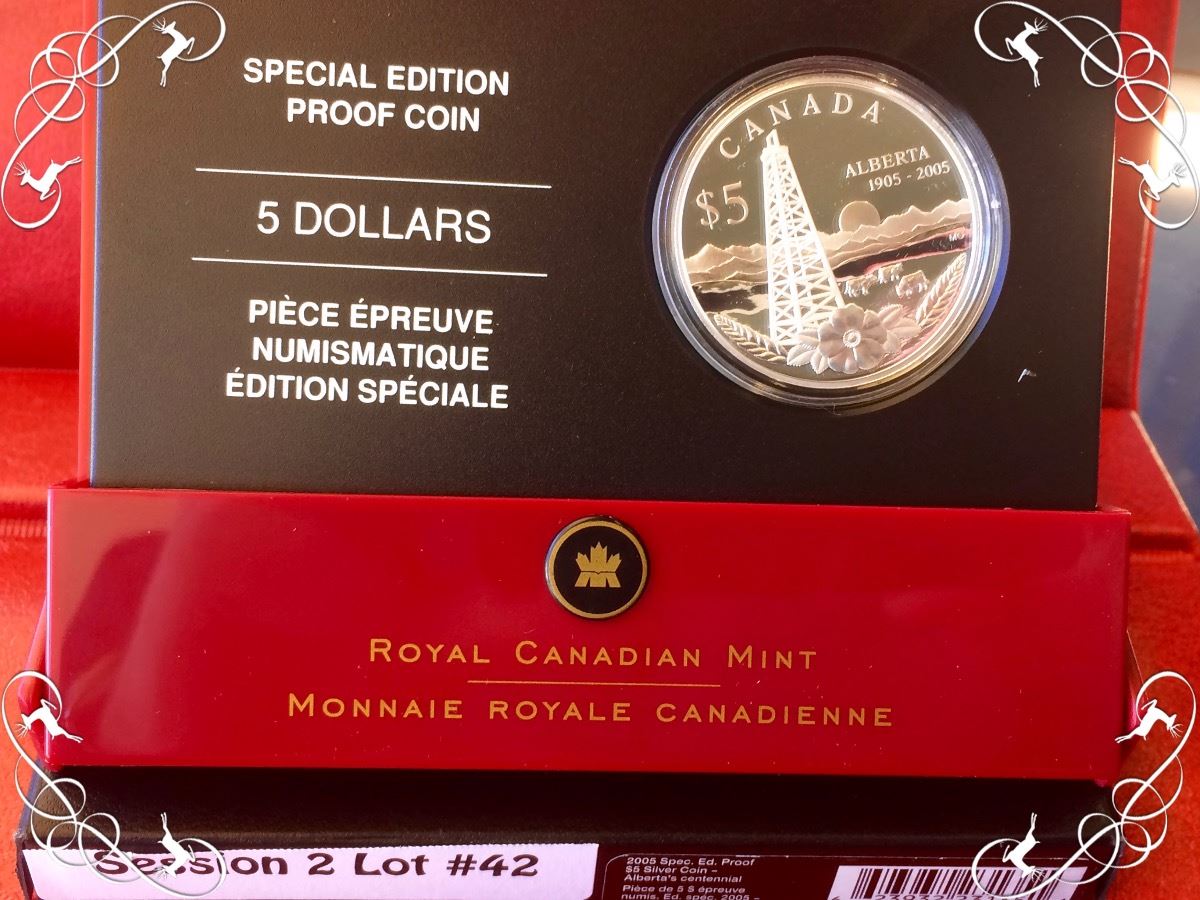 SPECIAL EDITION
PROOF COIN
5 DOLLARS
PIÈCE ÉPREUVE
NUMISMATIQUE
ÉDITION SPÉCIALE
CANADA
ALBERTA
1905 - 2005
$5
ROYAL CANADIAN MINT
MONNAIE ROYALE CANADIENNE
Session 2 Lot #42
2005 Spec. Ed. Proof
$5 Silver Coin –
Alberta's centennial
Pièce de 5 $ épreuve
numis. Ed. spéc. 2005 –